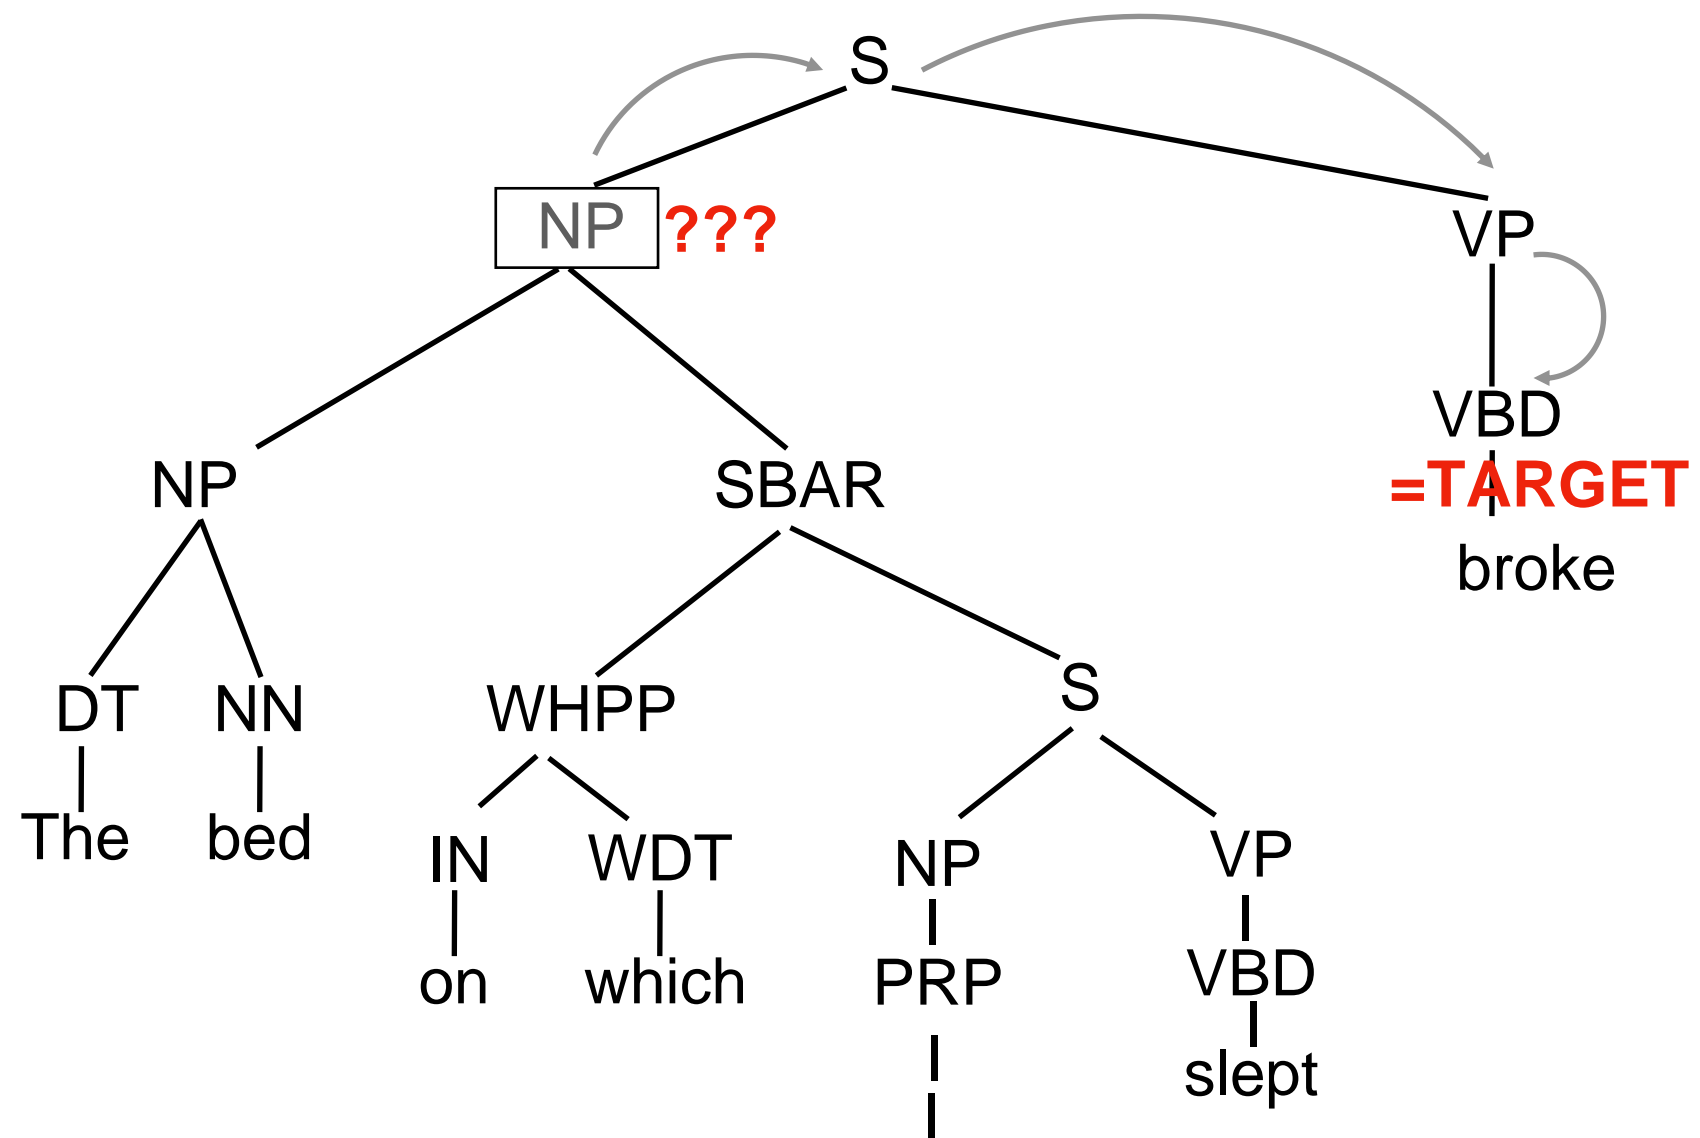 S
NP ??? VP
VBD
NP SBAR =TARGET
broke
S
DT NN WHPP
The bed IN WDT NP VP
on which PRP VBD
slept
I